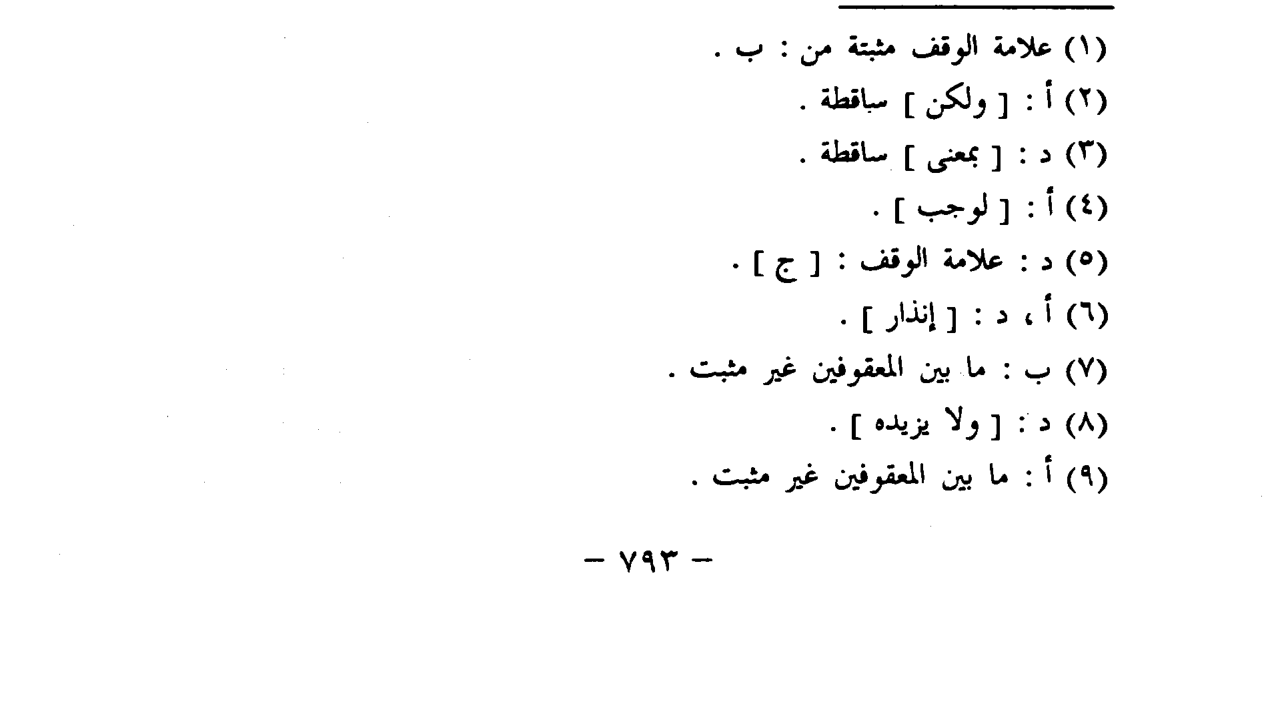 (١) علامة الوقف مثبتة من : ب .
(٢) أ : [ ولكن ] ساقطة .
(٣) د : [ بمعنى ] ساقطة .
(٤) أ : [ لوجب ] .
(٥) د : علامة الوقف : [ ج ] .
(٦) أ ، د : [ إنذار ] .
(٧) ب : ما بين المعقوفين غير مثبت .
(٨) د : [ ولا يزيده ] .
(٩) أ : ما بين المعقوفين غير مثبت .
– ٧٩٣ –